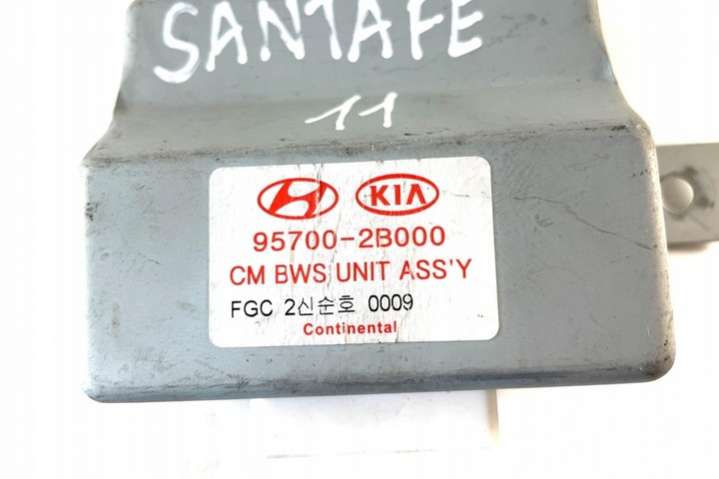 SANTAFE
11
KIA
95700-2B000
CM BWS UNIT ASS'Y
FGC 2신순호 0009
Continental